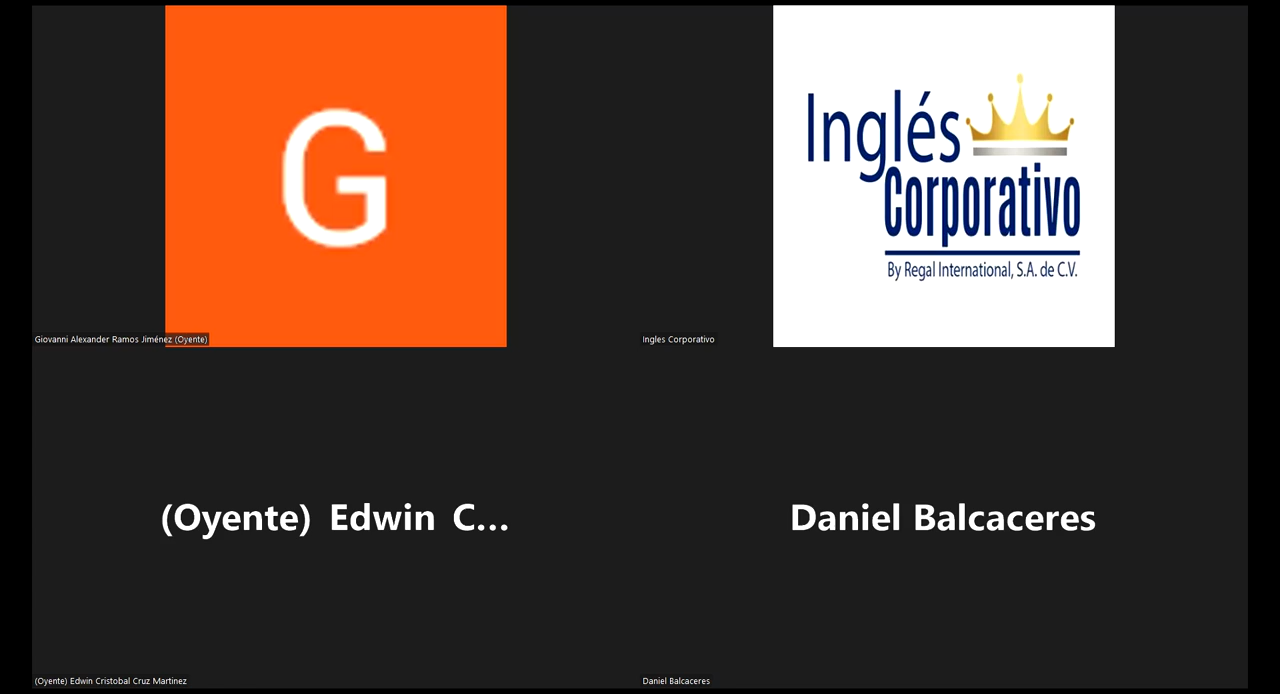 G
Giovanni Alexander Ramos Jiménez (Oyente)
Inglés
Corporativo
By Regal International, S.A. de C.V.
Ingles Corporativo
(Oyente) Edwin C...
(Oyente) Edwin Cristobal Cruz Martinez
Daniel Balcaceres
Daniel Balcaceres